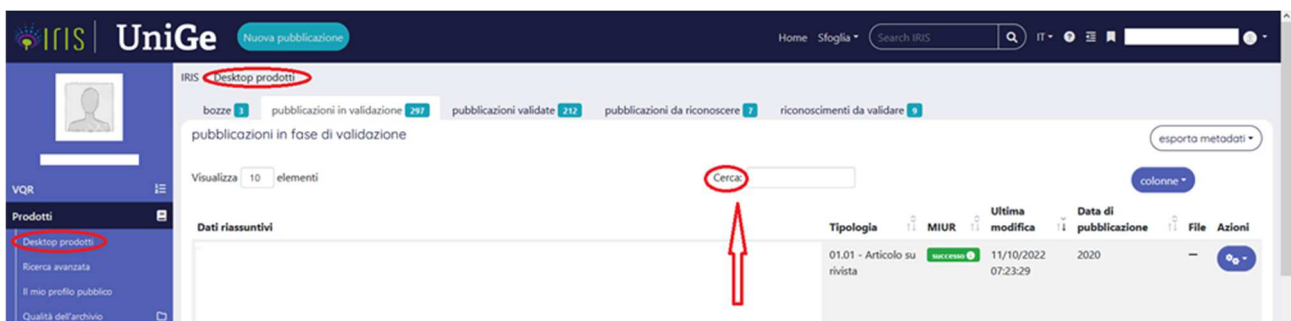 IRIS UniGe Nuova pubblicazione Home Sfoglia Search IRIS IT
IRIS Desktop prodotti
bozze 3 pubblicazioni in validazione 297 pubblicazioni validate 212 pubblicazioni da riconoscere 7 riconoscimenti da validare 9
pubblicazioni in fase di validazione
esporta metadati
Visualizza 10 elementi Cerca:
colonne
VQR
Prodotti
Desktop prodotti
Ricerca avanzata
Il mio profilo pubblico
Qualità dell'archivio
Dati riassuntivi Tipologia MIUR Ultima modifica Data di pubblicazione File Azioni
01.01 - Articolo su rivista successo 11/10/2022 07:23:29 2020 –